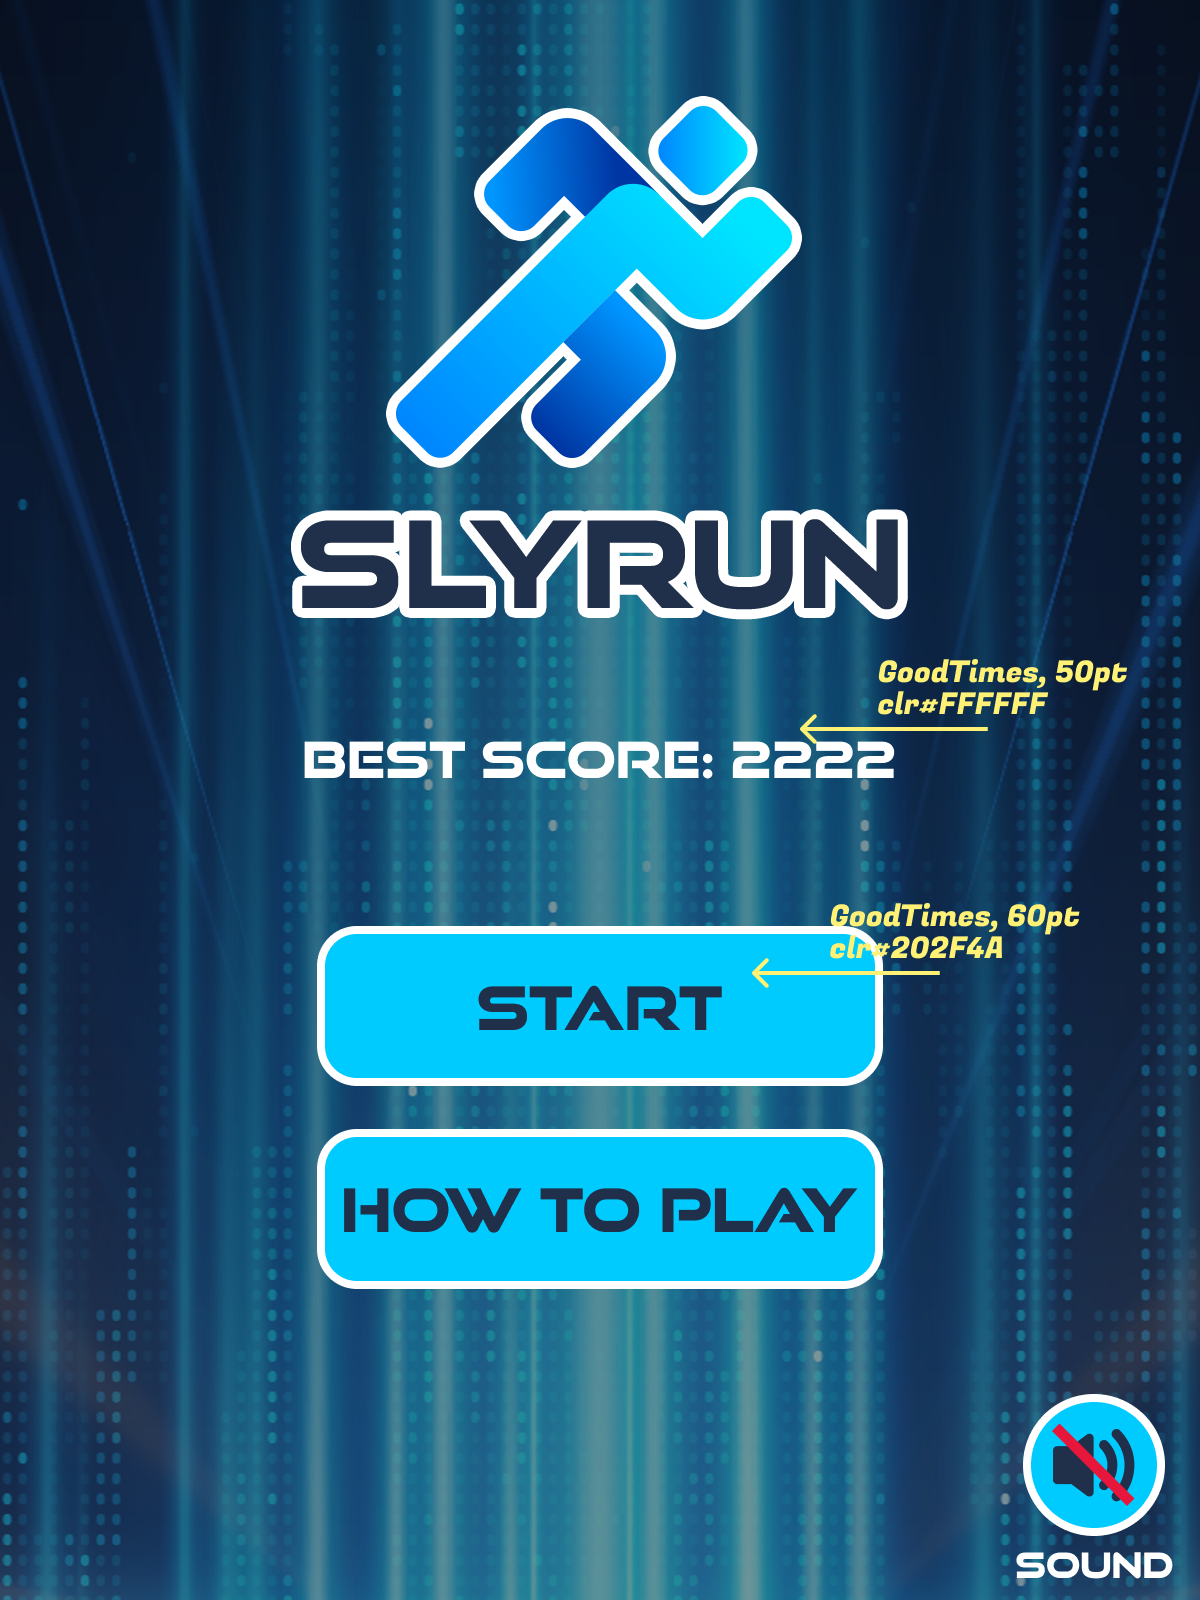 SLYRUN
GoodTimes, 50pt
clr#FFFFFF
BEST SCORE: 2222
GoodTimes, 60pt
clr#202F4A
START
HOW TO PLAY
SOUND